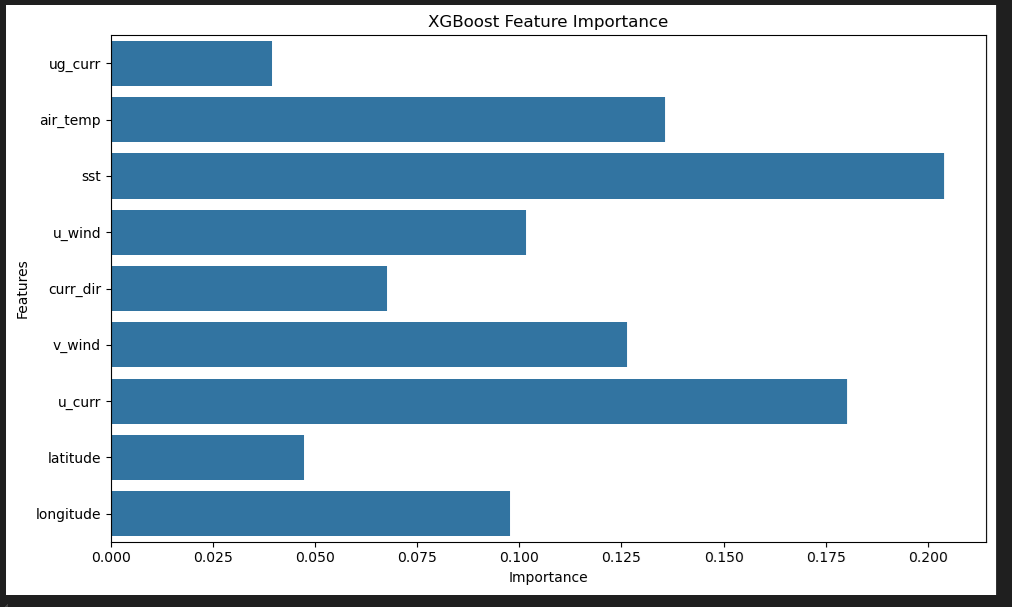 XGBoost Feature Importance
Features
ug_curr
air_temp
sst
u_wind
curr_dir
v_wind
u_curr
latitude
longitude
0.000 0.025 0.050 0.075 0.100 0.125 0.150 0.175 0.200
Importance